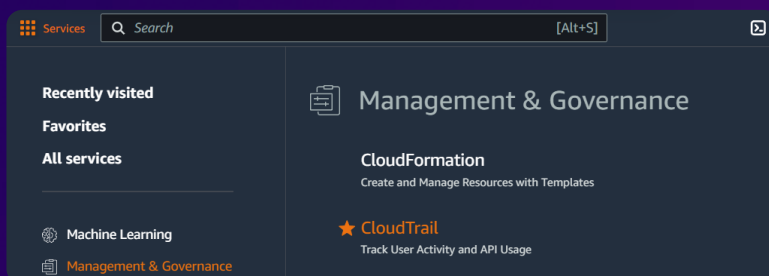 Services
Search [Alt+S]
Recently visited
Favorites
All services
Machine Learning
Management & Governance
Management & Governance
CloudFormation
Create and Manage Resources with Templates
CloudTrail
Track User Activity and API Usage